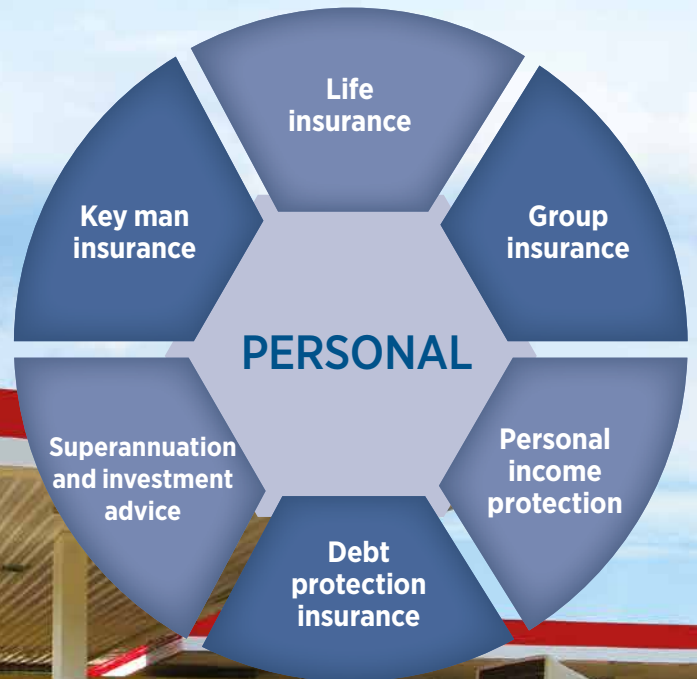 Life
insurance
Group
insurance
Personal
income
protection
Debt
protection
insurance
Superannuation
and investment
advice
Key man
insurance
PERSONAL